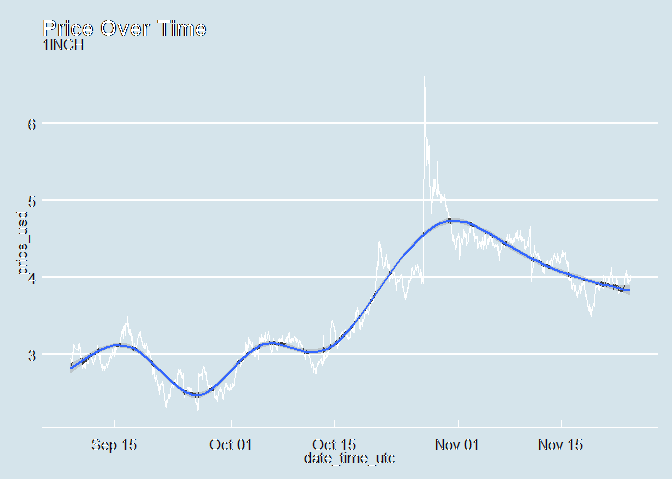 Price Over Time
1INCH
6
5
4
3
price_usd
Sep 15
Oct 01
Oct 15
Nov 01
Nov 15
date_time_utc